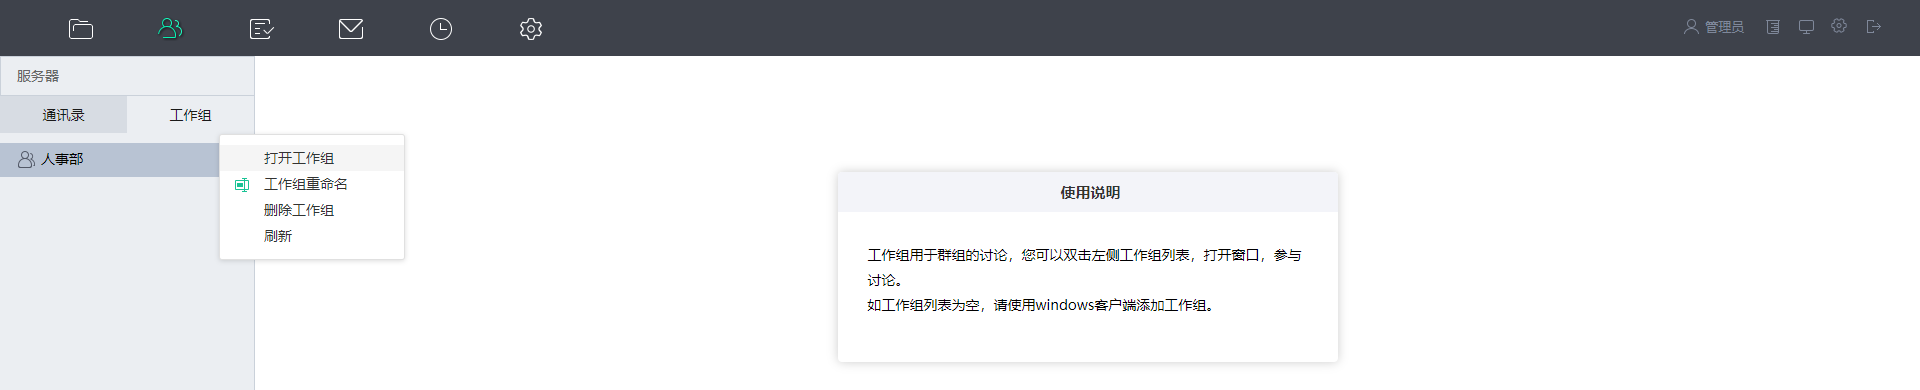 管理员
服务器
通讯录
工作组
人事部
打开工作组
工作组重命名
删除工作组
刷新
使用说明
工作组用于群组的讨论，您可以双击左侧工作组列表，打开窗口，参与
讨论。
如工作组列表为空，请使用windows客户端添加工作组。